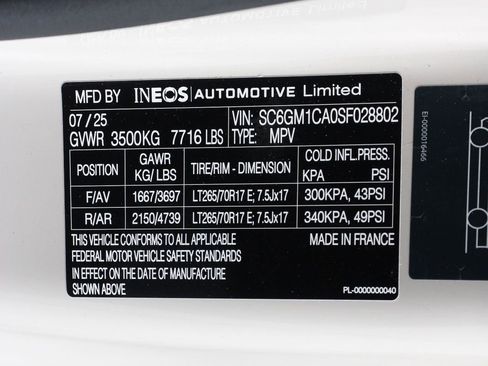 MFD BY INEOS AUTOMOTIVE Limited
07 / 25 VIN: SC6GM1CA0SF028802
GVWR 3500KG 7716 LBS TYPE: MPV
POSITION GAWR KG/LBS TIRE/RIM - DIMENSION COLD INFL.PRESS. KPA PSI
F/AV 1667/3697 LT265/70R17 E; 7.5Jx17 300KPA, 43PSI
R/AR 2150/4739 LT265/70R17 E; 7.5Jx17 340KPA, 49PSI
THIS VEHICLE CONFORMS TO ALL APPLICABLE MADE IN FRANCE
FEDERAL MOTOR VEHICLE SAFETY STANDARDS
IN EFFECT ON THE DATE OF MANUFACTURE
SHOWN ABOVE PL-0000000040
EI-0000016466